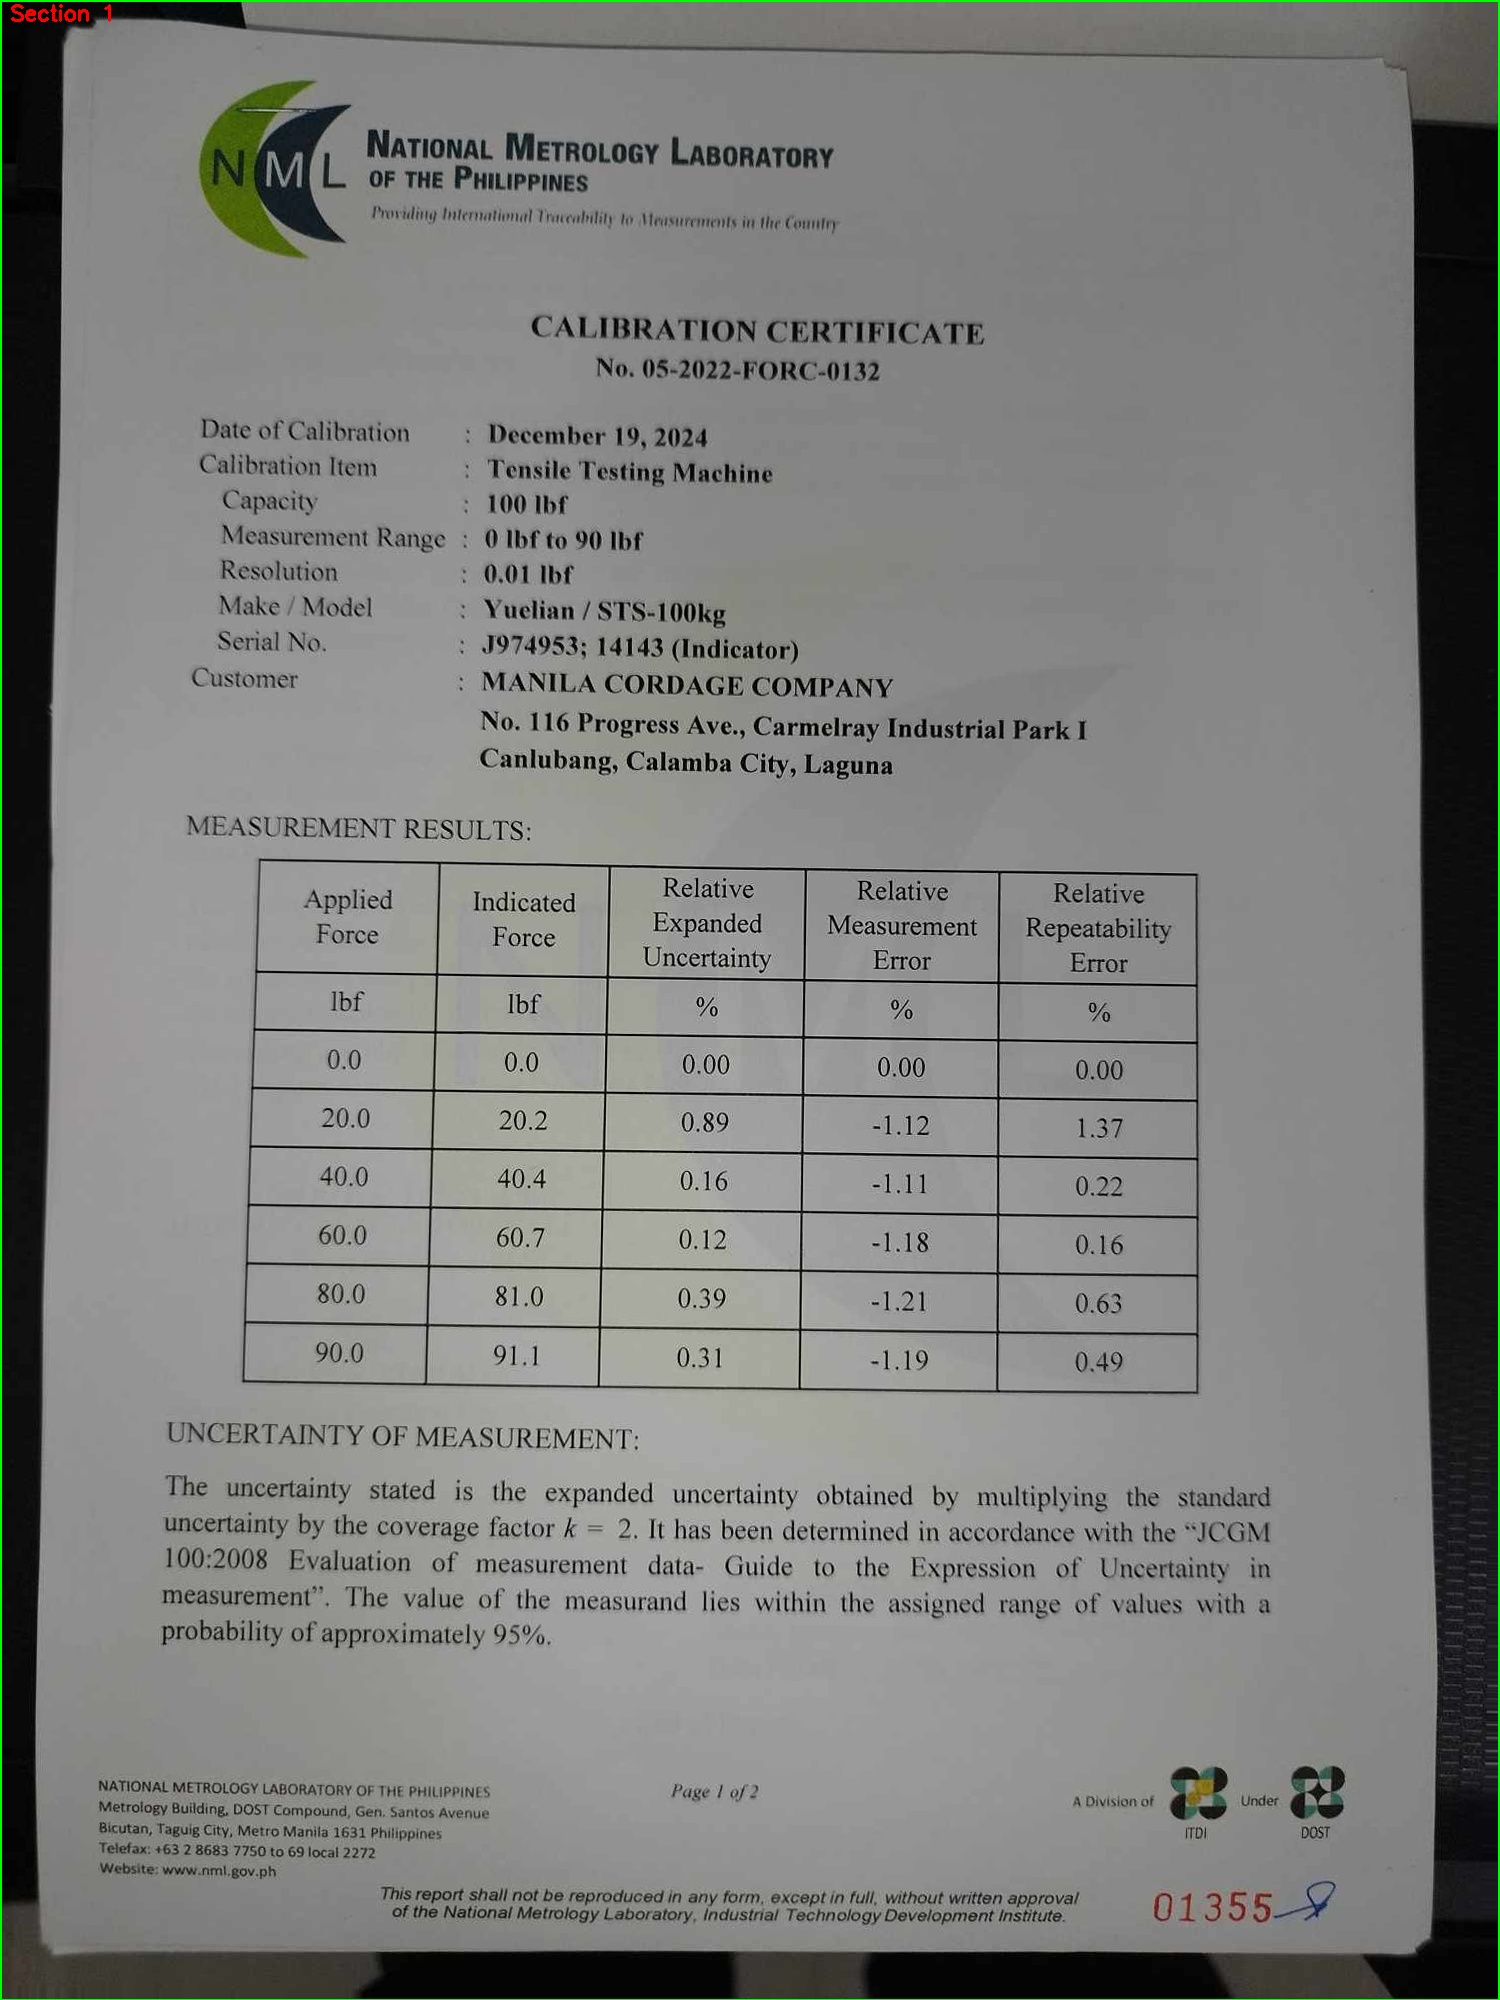 Section 1
NML
NATIONAL METROLOGY LABORATORY
OF THE PHILIPPINES
Providing International Traceability to Measurements in the Country
CALIBRATION CERTIFICATE
No. 05-2022-FORC-0132
Date of Calibration : December 19, 2024
Calibration Item : Tensile Testing Machine
Capacity : 100 lbf
Measurement Range : 0 lbf to 90 lbf
Resolution : 0.01 lbf
Make / Model : Yuelian / STS-100kg
Serial No. : J974953; 14143 (Indicator)
Customer : MANILA CORDAGE COMPANY
No. 116 Progress Ave., Carmelray Industrial Park I
Canlubang, Calamba City, Laguna
MEASUREMENT RESULTS:
Applied Force Indicated Force Relative Expanded Uncertainty Relative Measurement Error Relative Repeatability Error
lbf lbf % % %
0.0 0.0 0.00 0.00 0.00
20.0 20.2 0.89 -1.12 1.37
40.0 40.4 0.16 -1.11 0.22
60.0 60.7 0.12 -1.18 0.16
80.0 81.0 0.39 -1.21 0.63
90.0 91.1 0.31 -1.19 0.49
UNCERTAINTY OF MEASUREMENT:
The uncertainty stated is the expanded uncertainty obtained by multiplying the standard
uncertainty by the coverage factor k = 2. It has been determined in accordance with the “JCGM
100:2008 Evaluation of measurement data- Guide to the Expression of Uncertainty in
measurement”. The value of the measurand lies within the assigned range of values with a
probability of approximately 95%.
NATIONAL METROLOGY LABORATORY OF THE PHILIPPINES
Metrology Building, DOST Compound, Gen. Santos Avenue
Bicutan, Taguig City, Metro Manila 1631 Philippines
Telefax: +63 2 8683 7750 to 69 local 2272
Website: www.nml.gov.ph
Page 1 of 2
A Division of ITDI Under DOST
This report shall not be reproduced in any form, except in full, without written approval
of the National Metrology Laboratory, Industrial Technology Development Institute.
01355